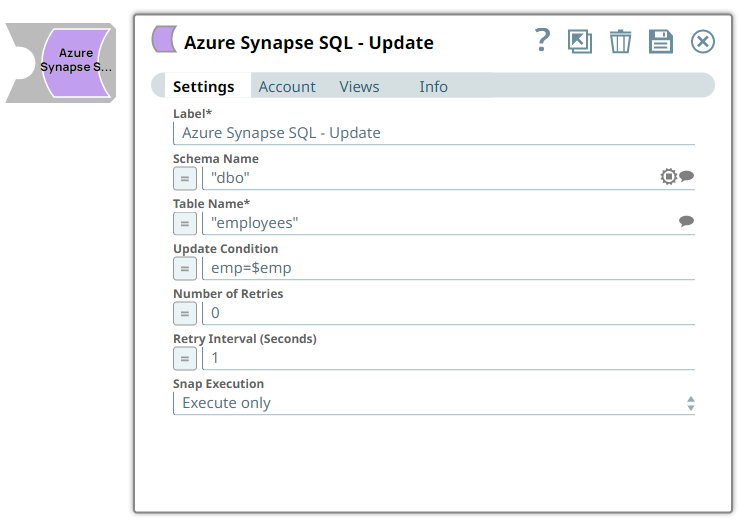 Azure
Synapse S...
Azure Synapse SQL - Update
?
Settings Account Views Info
Label*
Azure Synapse SQL - Update
Schema Name
= "dbo"
Table Name*
= "employees"
Update Condition
= emp=$emp
Number of Retries
= 0
Retry Interval (Seconds)
= 1
Snap Execution
Execute only